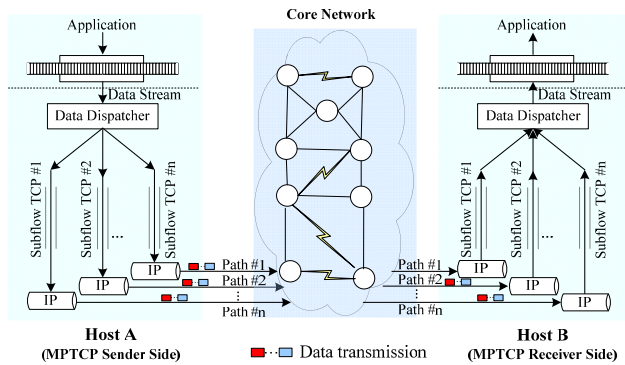 Core Network
Application
Application
Data Stream
Data Stream
Data Dispatcher
Data Dispatcher
Subflow TCP #1
Subflow TCP #2
...
Subflow TCP #n
Subflow TCP #1
Subflow TCP #2
...
Subflow TCP #n
IP
IP
IP
Path #1
Path #2
Path #n
Path #1
Path #2
Path #n
IP
IP
IP
Host A
(MPTCP Sender Side)
Data transmission
Host B
(MPTCP Receiver Side)